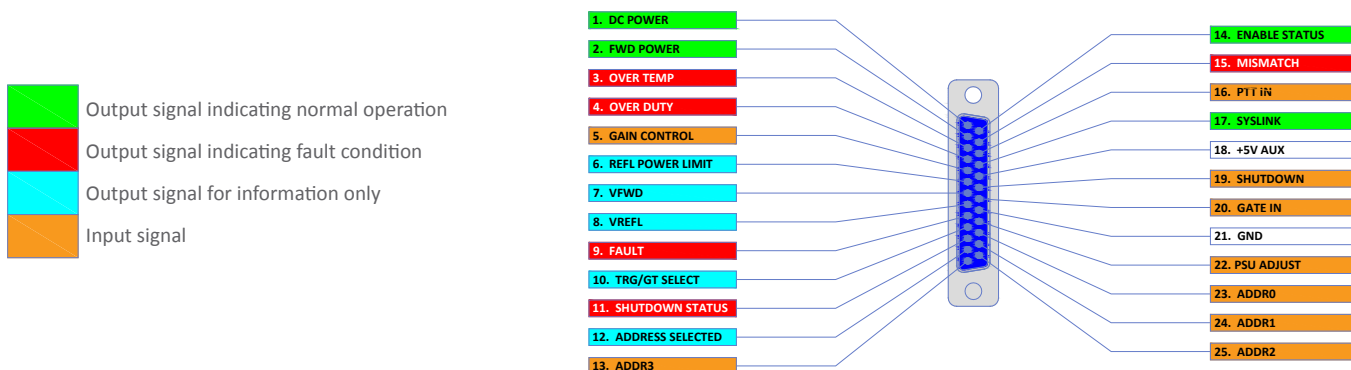 Output signal indicating normal operation
Output signal indicating fault condition
Output signal for information only
Input signal
1. DC POWER
2. FWD POWER
3. OVER TEMP
4. OVER DUTY
5. GAIN CONTROL
6. REFL POWER LIMIT
7. VFWD
8. VREFL
9. FAULT
10. TRG/GT SELECT
11. SHUTDOWN STATUS
12. ADDRESS SELECTED
13. ADDR3
14. ENABLE STATUS
15. MISMATCH
16. PTT IN
17. SYSLINK
18. +5V AUX
19. SHUTDOWN
20. GATE IN
21. GND
22. PSU ADJUST
23. ADDR0
24. ADDR1
25. ADDR2